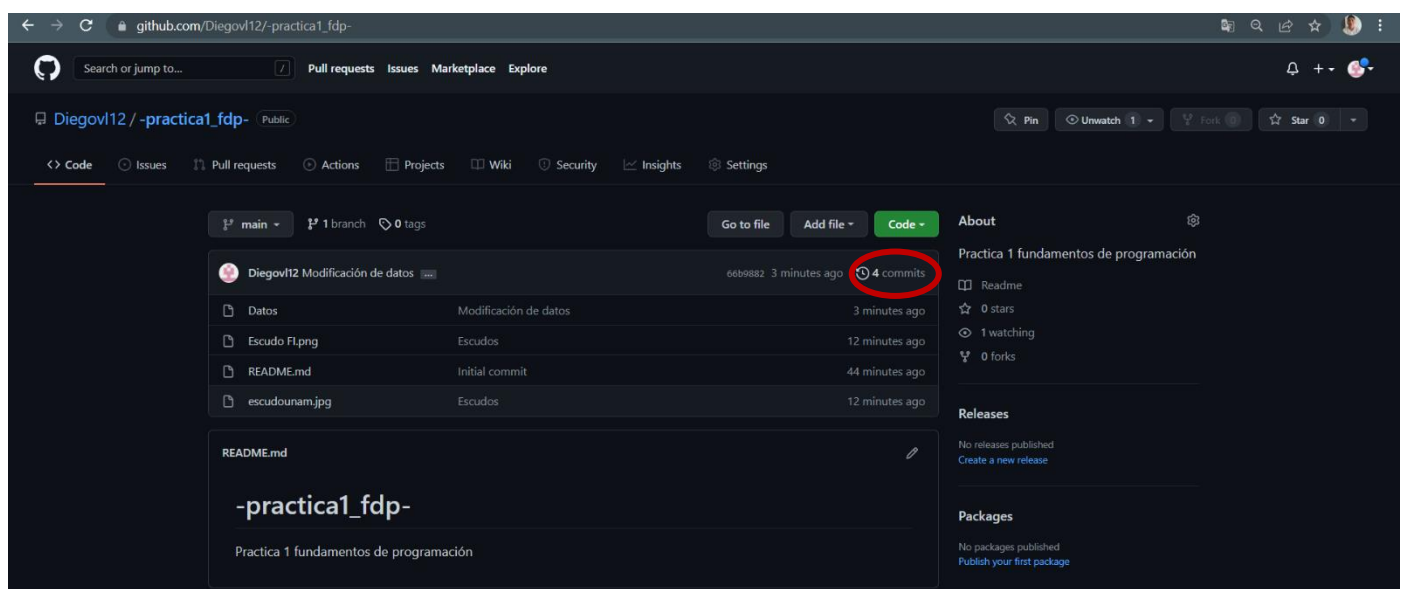 github.com/Diegovl12/-practica1_fdp-
Search or jump to... / Pull requests Issues Marketplace Explore
Diegovl12 / -practica1_fdp- Public
Pin Unwatch 1 Fork 0 Star 0
<> Code Issues Pull requests Actions Projects Wiki Security Insights Settings
main 1 branch 0 tags Go to file Add file Code
Diegovl12 Modificación de datos ... 66b9882 3 minutes ago 4 commits
Datos Modificación de datos 3 minutes ago
Escudo FI.png Escudos 12 minutes ago
README.md Initial commit 44 minutes ago
escudounam.jpg Escudos 12 minutes ago
README.md
-practica1_fdp-
Practica 1 fundamentos de programación
About
Practica 1 fundamentos de programación
Readme
0 stars
1 watching
0 forks
Releases
No releases published
Create a new release
Packages
No packages published
Publish your first package